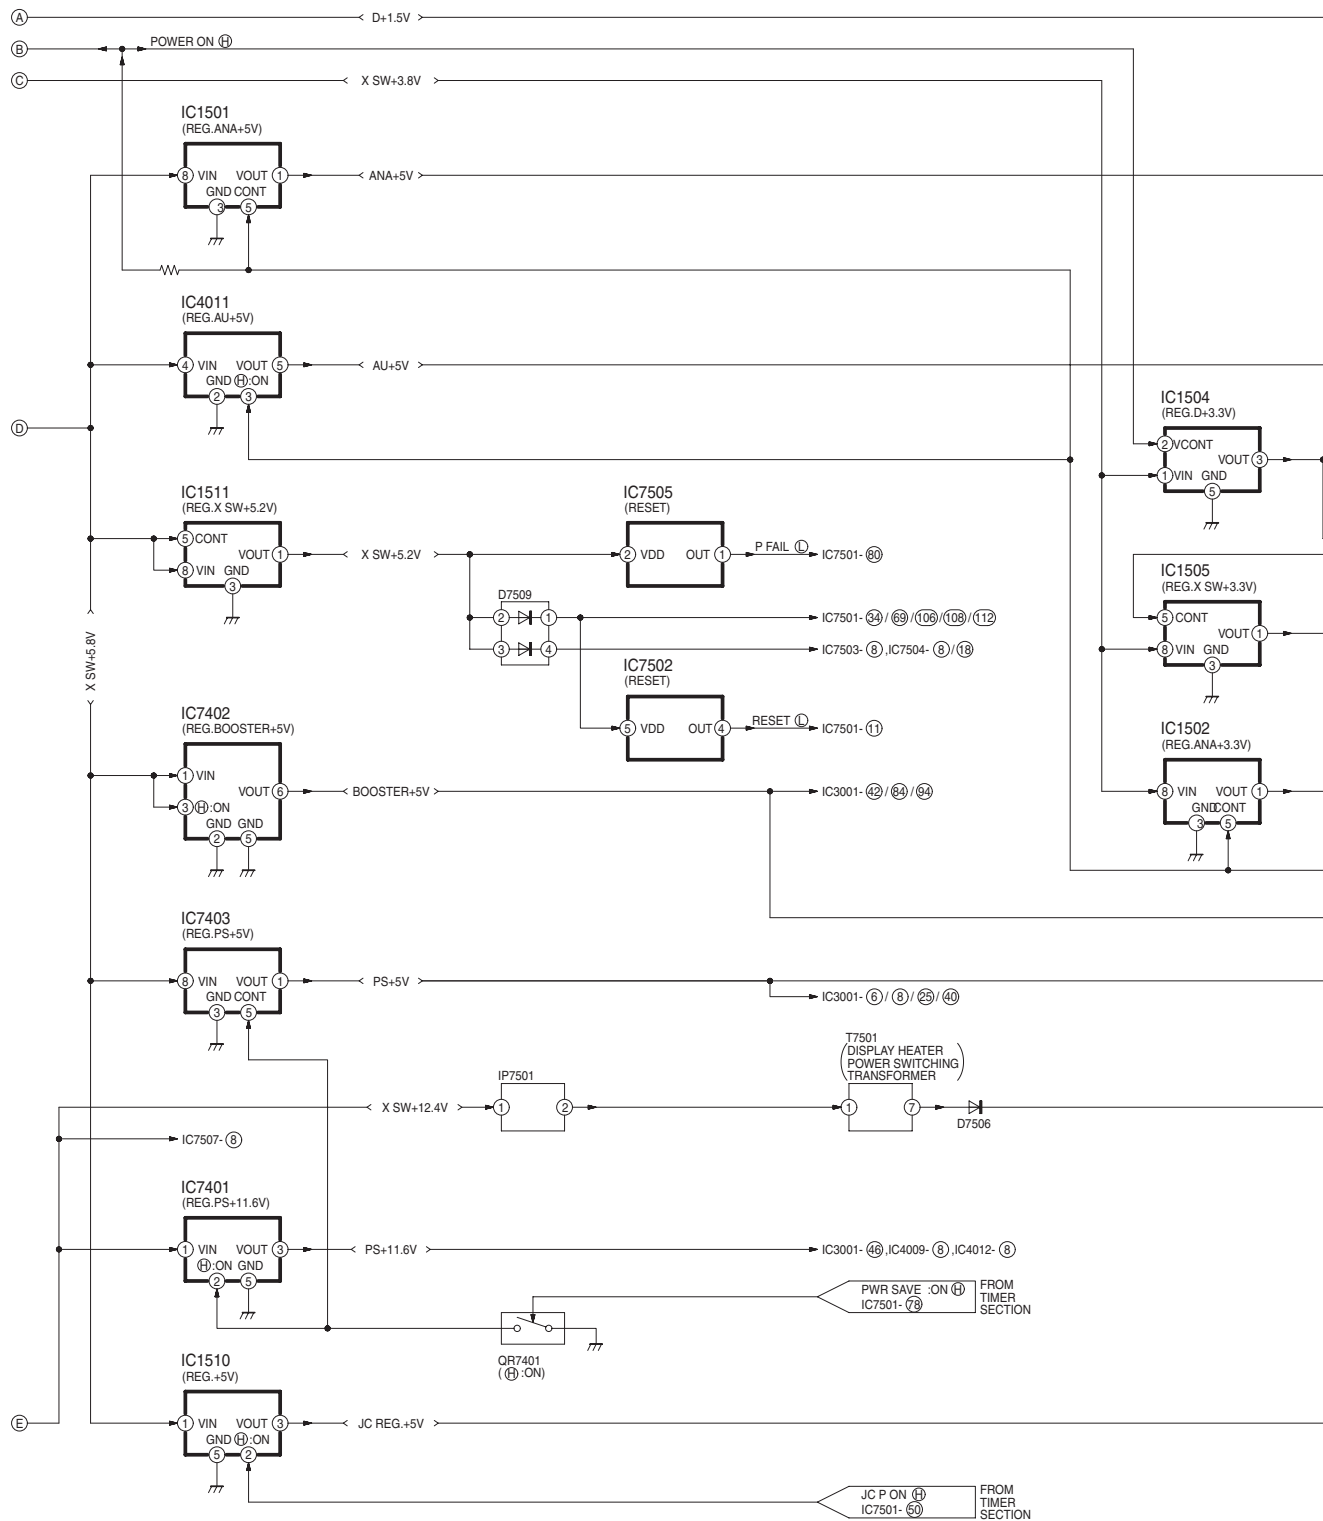 A D+1.5V
B POWER ON H
C X SW+3.8V
IC1501
(REG.ANA+5V)
8 VIN VOUT 1 ANA+5V
GND CONT
3 5
IC4011
(REG.AU+5V)
4 VIN VOUT 5 AU+5V
GND H:ON
2 3
IC1504
(REG.D+3.3V)
2 VCONT
VOUT 3
1 VIN GND
5
D
IC1511
(REG.X SW+5.2V)
5 CONT
VOUT 1 X SW+5.2V
8 VIN GND
3
IC7505
(RESET)
2 VDD OUT 1 P FAIL L IC7501- 80
D7509
2 1 IC7501- 34 / 69 / 106 / 108 / 112
3 4 IC7503- 8 ,IC7504- 8 / 18
IC1505
(REG.X SW+3.3V)
5 CONT
VOUT 1
8 VIN GND
3
X SW+5.8V
IC7502
(RESET)
5 VDD OUT 4 RESET L IC7501- 11
IC7402
(REG.BOOSTER+5V)
1 VIN
VOUT 6 BOOSTER+5V IC3001- 42 / 84 / 94
3 H:ON
GND GND
2 5
IC1502
(REG.ANA+3.3V)
8 VIN VOUT 1
GND CONT
3 5
IC7403
(REG.PS+5V)
8 VIN VOUT 1 PS+5V
GND CONT
3 5
IC3001- 6 / 8 / 25 / 40
T7501
(DISPLAY HEATER
POWER SWITCHING
TRANSFORMER)
IP7501
X SW+12.4V 1 2 1 7
D7506
IC7507- 8
IC7401
(REG.PS+11.6V)
1 VIN VOUT 3 PS+11.6V IC3001- 46 ,IC4009- 8 ,IC4012- 8
H:ON GND
2 5
PWR SAVE :ON H
IC7501- 78
FROM
TIMER
SECTION
QR7401
( H :ON)
IC1510
(REG.+5V)
E 1 VIN VOUT 3 JC REG.+5V
GND H:ON
5 2
JC P ON H
IC7501- 50
FROM
TIMER
SECTION